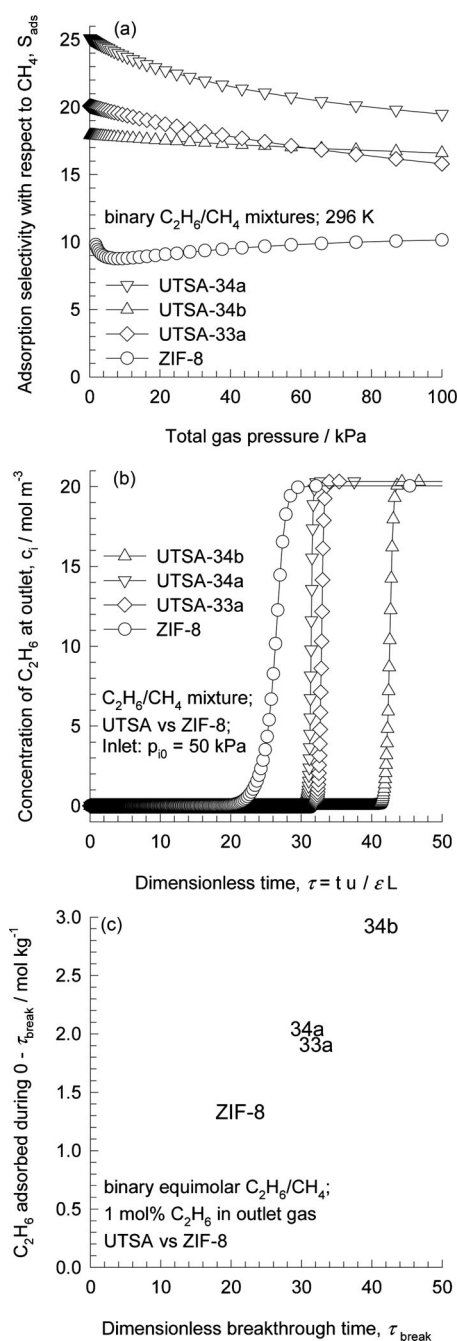 (a)
Adsorption selectivity with respect to CH₄, S_ads
25
20
15
10
5
0
binary C₂H₆/CH₄ mixtures; 296 K
UTSA-34a
UTSA-34b
UTSA-33a
ZIF-8
0 20 40 60 80 100
Total gas pressure / kPa
(b)
Concentration of C₂H₆ at outlet, cᵢ / mol m⁻³
20
15
10
5
0
UTSA-34b
UTSA-34a
UTSA-33a
ZIF-8
C₂H₆/CH₄ mixture;
UTSA vs ZIF-8;
Inlet: p_i0 = 50 kPa
0 10 20 30 40 50
Dimensionless time, τ = t u / εL
(c)
C₂H₆ adsorbed during 0 - τ_break / mol kg⁻¹
3.0
2.5
2.0
1.5
1.0
0.5
0.0
34b
34a
33a
ZIF-8
binary equimolar C₂H₆/CH₄;
1 mol% C₂H₆ in outlet gas
UTSA vs ZIF-8
0 10 20 30 40 50
Dimensionless breakthrough time, τ_break